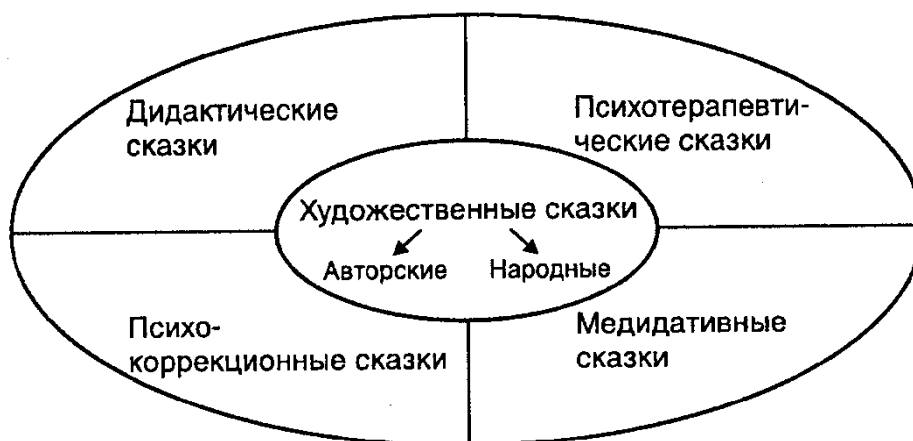 Дидактические
сказки
Психотерапевти-
ческие сказки
Художественные сказки
Авторские Народные
Психо-
коррекционные сказки
Медидативные
сказки